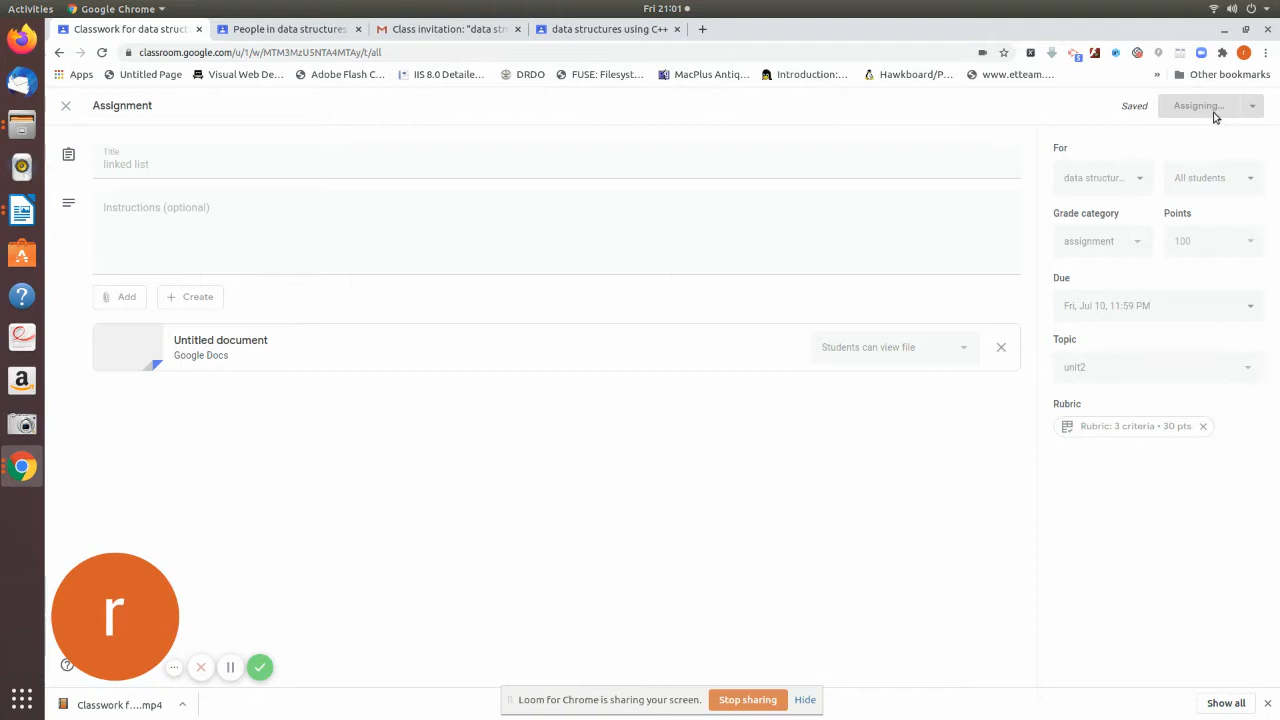 Activities
Google Chrome
Fri 21:01
Classwork for data struct
People in data structures
Class invitation: "data str
data structures using C++
classroom.google.com/u/1/w/MTM3MzU5NTA4MTAy/t/all
Apps
Untitled Page
Visual Web De...
Adobe Flash C...
IIS 8.0 Detaile...
DRDO
FUSE: Filesyst...
MacPlus Antiq...
Introduction:...
Hawkboard/P...
www.etteam....
»
Other bookmarks
Assignment
Saved
Assigning...
Title
linked list
Instructions (optional)
Add
Create
Untitled document
Google Docs
Students can view file
For
data structur...
All students
Grade category
Points
assignment
100
Due
Fri, Jul 10, 11:59 PM
Topic
unit2
Rubric
Rubric: 3 criteria • 30 pts
r
Loom for Chrome is sharing your screen.
Stop sharing
Hide
Classwork f....mp4
Show all